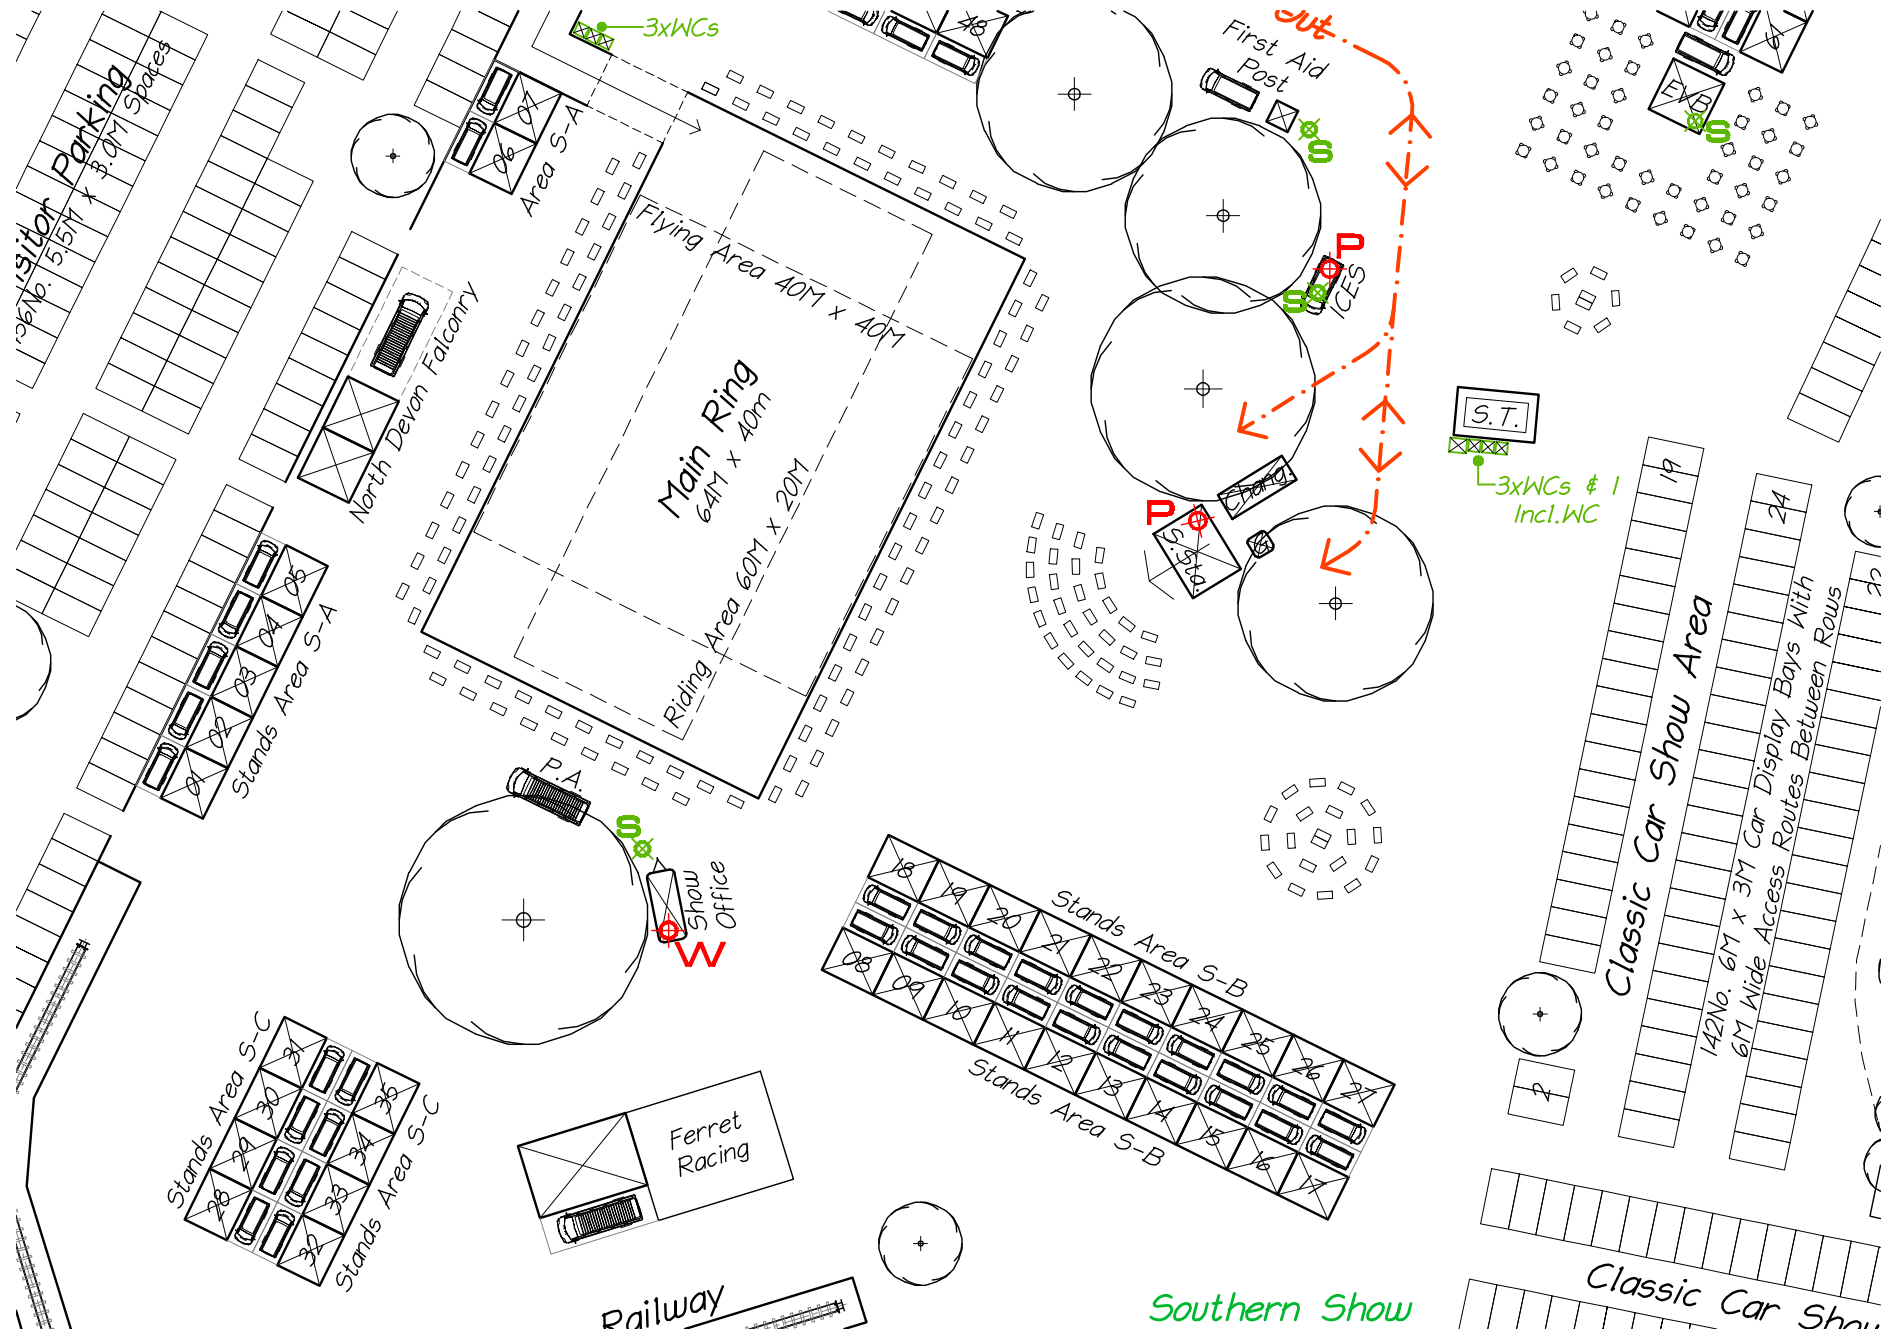 Out
3xWCs
48
First Aid
Post
EVB
S
S
Visitor Parking
5.5M x 3.0M Spaces
07
06
Area S-A
Flying Area 40M x 40M
P
S
ICES
North Devon Falconry
Main Ring
64M x 40m
Riding Area 60M x 20M
S.T.
3xWCs & 1
Incl.WC
Chang.
P
S.Sta.
19
24
22
05
04
03
02
01
Stands Area S-A
Classic Car Show Area
142No. 6M x 3M Car Display Bays With
6M Wide Access Routes Between Rows
P.A.
S
Show
Office
W
18
19
20
21
22
23
24
25
26
27
Stands Area S-B
08
09
10
11
12
13
14
15
16
17
Stands Area S-B
2
Stands Area S-C
31
30
29
28
35
34
33
32
Stands Area S-C
Ferret
Racing
Railway
Southern Show
Classic Car Show